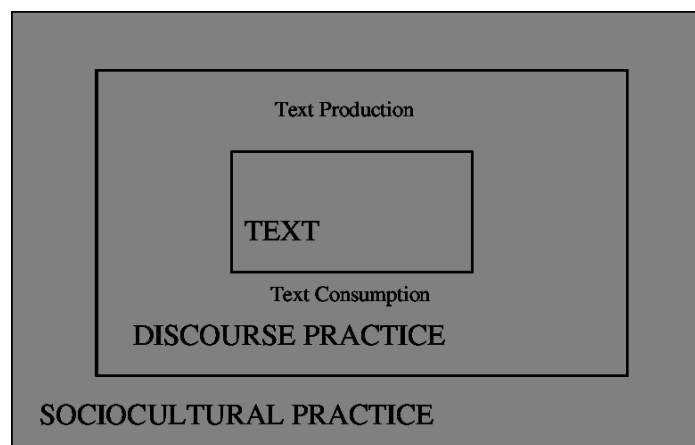 Text Production
TEXT
Text Consumption
DISCOURSE PRACTICE
SOCIOCULTURAL PRACTICE